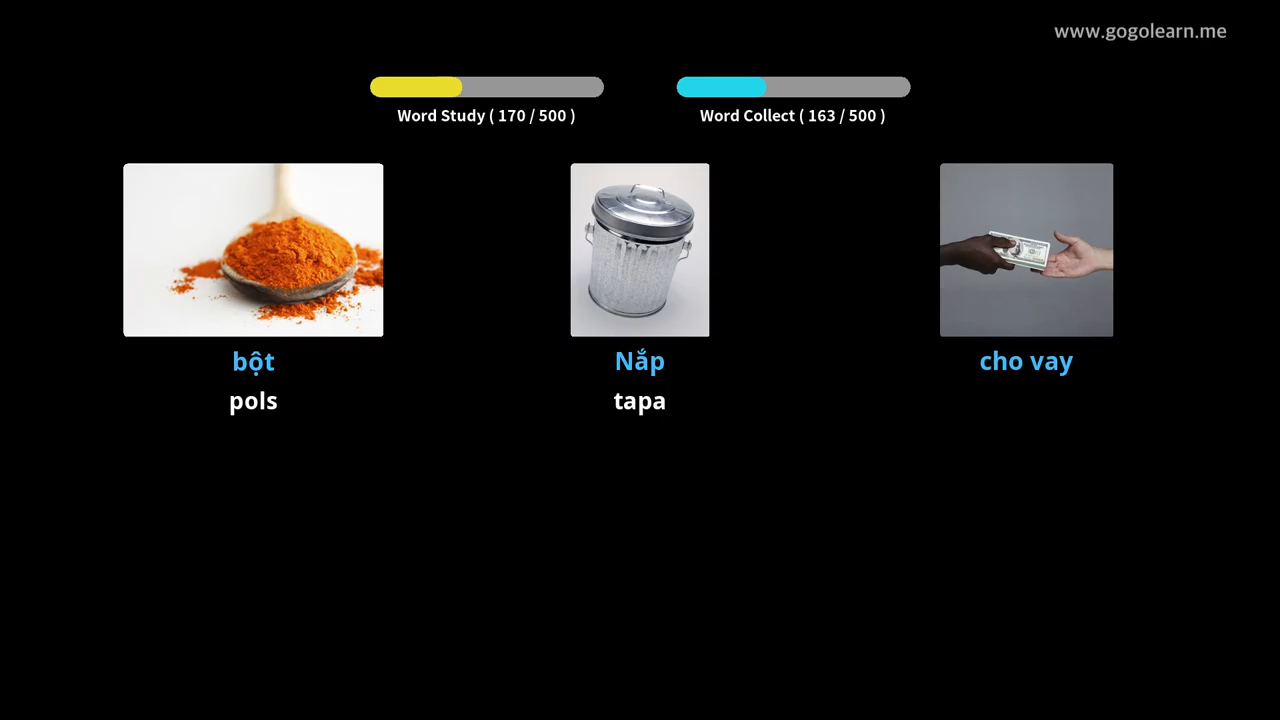 www.gogolearn.me
Word Study ( 170 / 500 )
Word Collect ( 163 / 500 )
bột
Nắp
cho vay
pols
tapa